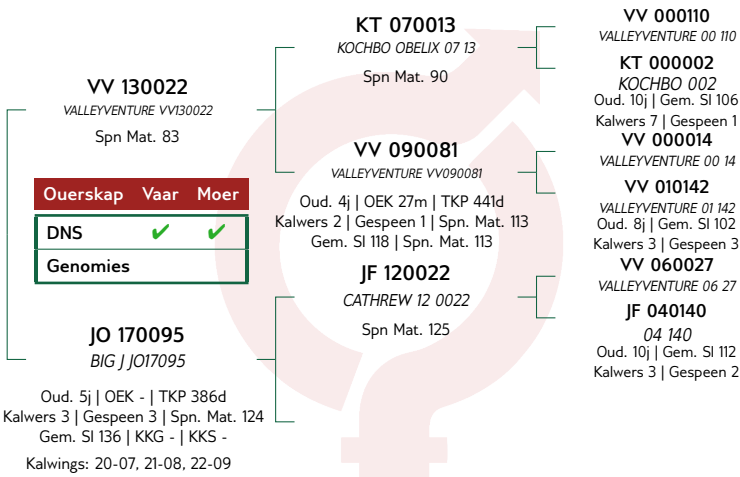 VV 130022
VALLEYVENTURE VV130022
Spn Mat. 83
Ouerskap Vaar Moer
DNS ✔ ✔
Genomies
JO 170095
BIG J JO17095
Oud. 5j | OEK - | TKP 386d
Kalwers 3 | Gespeen 3 | Spn. Mat. 124
Gem. SI 136 | KKG - | KKS -
Kalwings: 20-07, 21-08, 22-09
KT 070013
KOCHBO OBELIX 07 13
Spn Mat. 90
VV 090081
VALLEYVENTURE VV090081
Oud. 4j | OEK 27m | TKP 441d
Kalwers 2 | Gespeen 1 | Spn. Mat. 113
Gem. SI 118 | Spn. Mat. 113
JF 120022
CATHREW 12 0022
Spn Mat. 125
VV 000110
VALLEYVENTURE 00 110
KT 000002
KOCHBO 002
Oud. 10j | Gem. SI 106
Kalwers 7 | Gespeen 1
VV 000014
VALLEYVENTURE 00 14
VV 010142
VALLEYVENTURE 01 142
Oud. 8j | Gem. SI 102
Kalwers 3 | Gespeen 3
VV 060027
VALLEYVENTURE 06 27
JF 040140
04 140
Oud. 10j | Gem. SI 112
Kalwers 3 | Gespeen 2